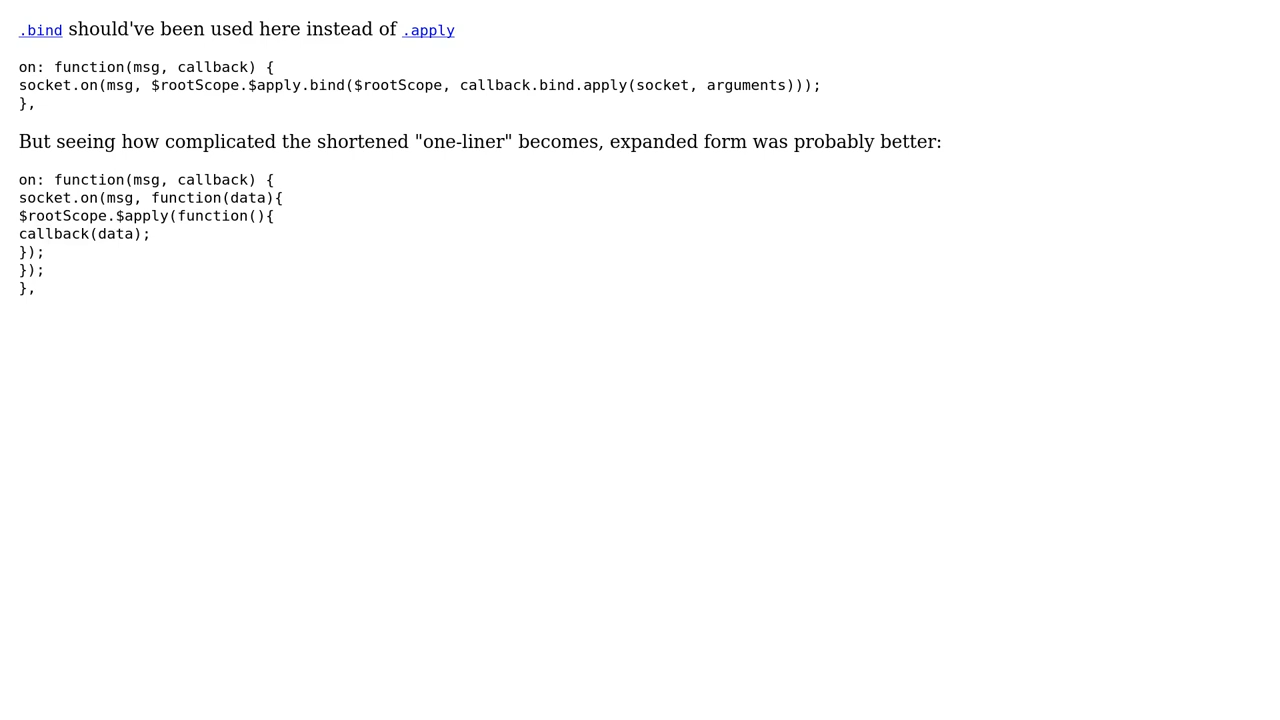 .bind should've been used here instead of .apply
on: function(msg, callback) {
socket.on(msg, $rootScope.$apply.bind($rootScope, callback.bind.apply(socket, arguments)));
},
But seeing how complicated the shortened "one-liner" becomes, expanded form was probably better:
on: function(msg, callback) {
socket.on(msg, function(data){
$rootScope.$apply(function(){
callback(data);
});
});
},